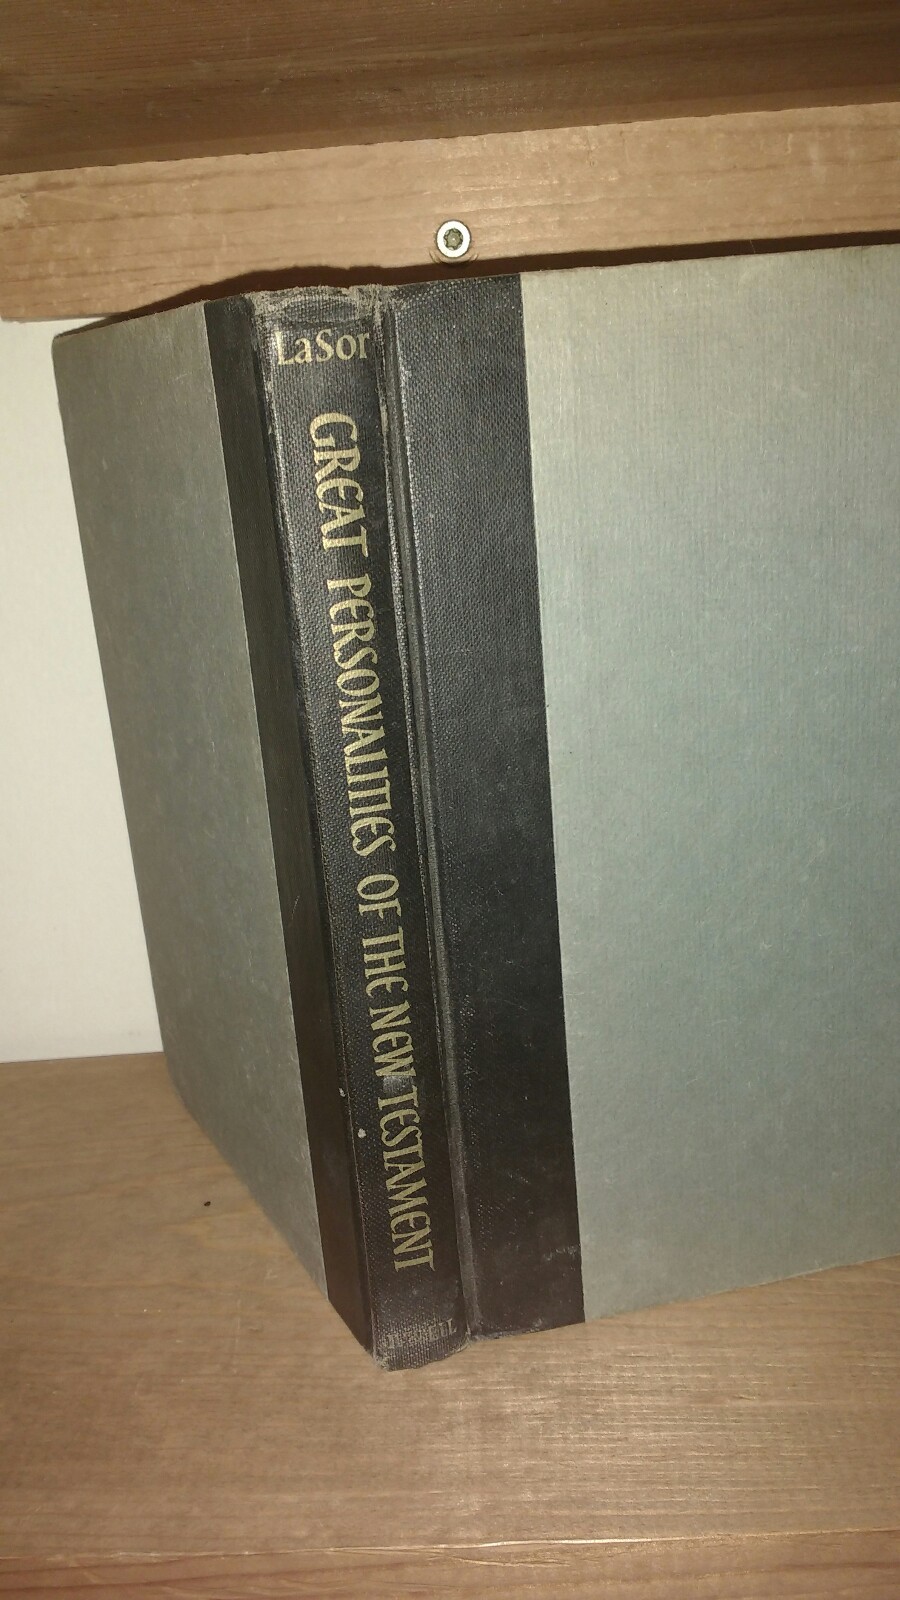 LaSor
GREAT PERSONALITIES OF THE NEW TESTAMENT